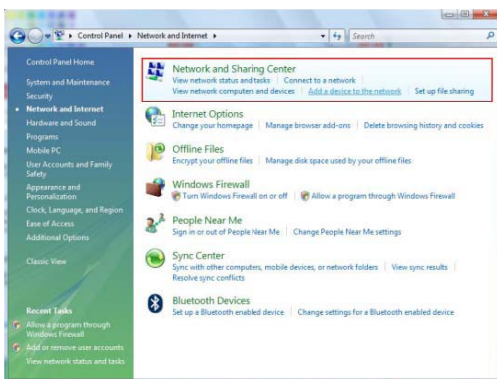 Control Panel
Network and Internet
Search
Control Panel Home
System and Maintenance
Security
Network and Internet
Hardware and Sound
Programs
Mobile PC
User Accounts and Family
Safety
Appearance and
Personalization
Clock, Language, and Region
Ease of Access
Additional Options
Classic View
Recent Tasks
Allow a program through
Windows Firewall
Add or remove user accounts
View network status and tasks
Network and Sharing Center
View network status and tasks Connect to a network
View network computers and devices Add a device to the network Set up file sharing
Internet Options
Change your homepage Manage browser add-ons Delete browsing history and cookies
Offline Files
Encrypt your offline files Manage disk space used by your offline files
Windows Firewall
Turn Windows Firewall on or off Allow a program through Windows Firewall
People Near Me
Sign in or out of People Near Me Change People Near Me settings
Sync Center
Sync with other computers, mobile devices, or network folders View sync results
Resolve sync conflicts
Bluetooth Devices
Set up a Bluetooth enabled device Change settings for a Bluetooth enabled device